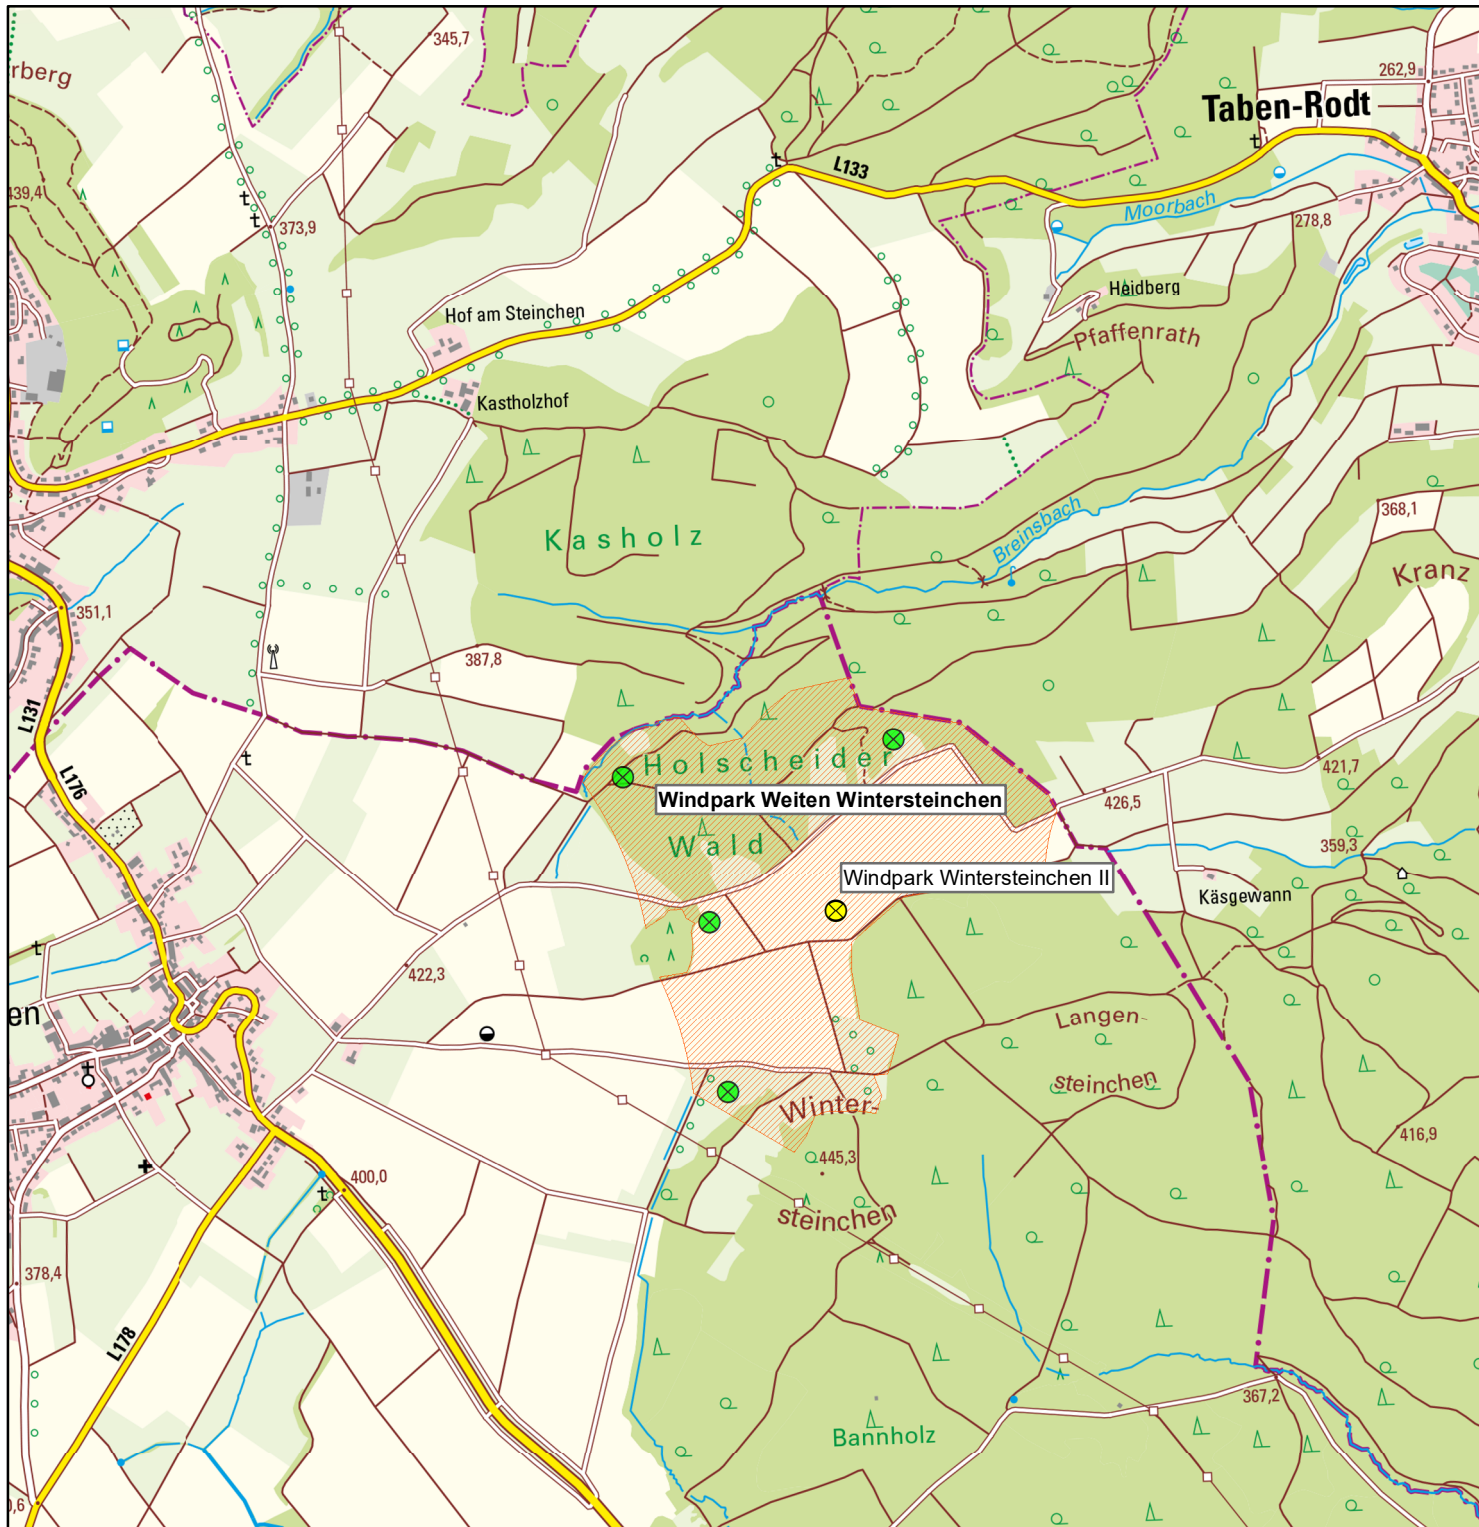 345,7
rberg
262,9
Taben-Rodt
L133
439,4
Moorbach
373,9
278,8
Heidberg
Hof am Steinchen
Pfaffenrath
Kastholzhof
368,1
Kasholz
Breinsbach
Kranz
351,1
387,8
L131
Holscheider
L176
421,7
Windpark Weiten Wintersteinchen
426,5
Wald
359,3
Windpark Wintersteinchen II
Käsgewann
422,3
en
Langen-
steinchen
Winter-
416,9
445,3
400,0
steinchen
378,4
L178
367,2
Bannholz
0,6